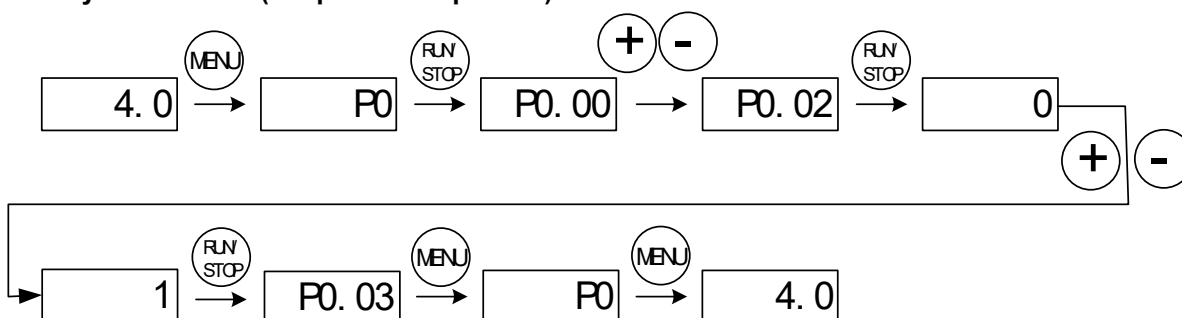 MENU
RUN/
STOP
+ -
RUN/
STOP
4. 0
P0
P0. 00
P0. 02
0
+ -
RUN/
STOP
MENU
MENU
1
P0. 03
P0
4. 0